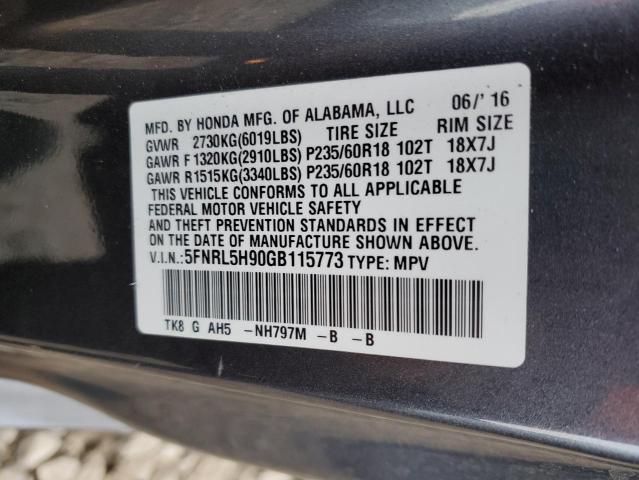 MFD. BY HONDA MFG. OF ALABAMA, LLC 06/'16
GVWR 2730KG(6019LBS) TIRE SIZE RIM SIZE
GAWR F1320KG(2910LBS) P235/60R18 102T 18X7J
GAWR R1515KG(3340LBS) P235/60R18 102T 18X7J
THIS VEHICLE CONFORMS TO ALL APPLICABLE
FEDERAL MOTOR VEHICLE SAFETY
AND THEFT PREVENTION STANDARDS IN EFFECT
ON THE DATE OF MANUFACTURE SHOWN ABOVE.
V.I.N.:5FNRL5H90GB115773 TYPE: MPV
TK8 G AH5 -NH797M -B -B